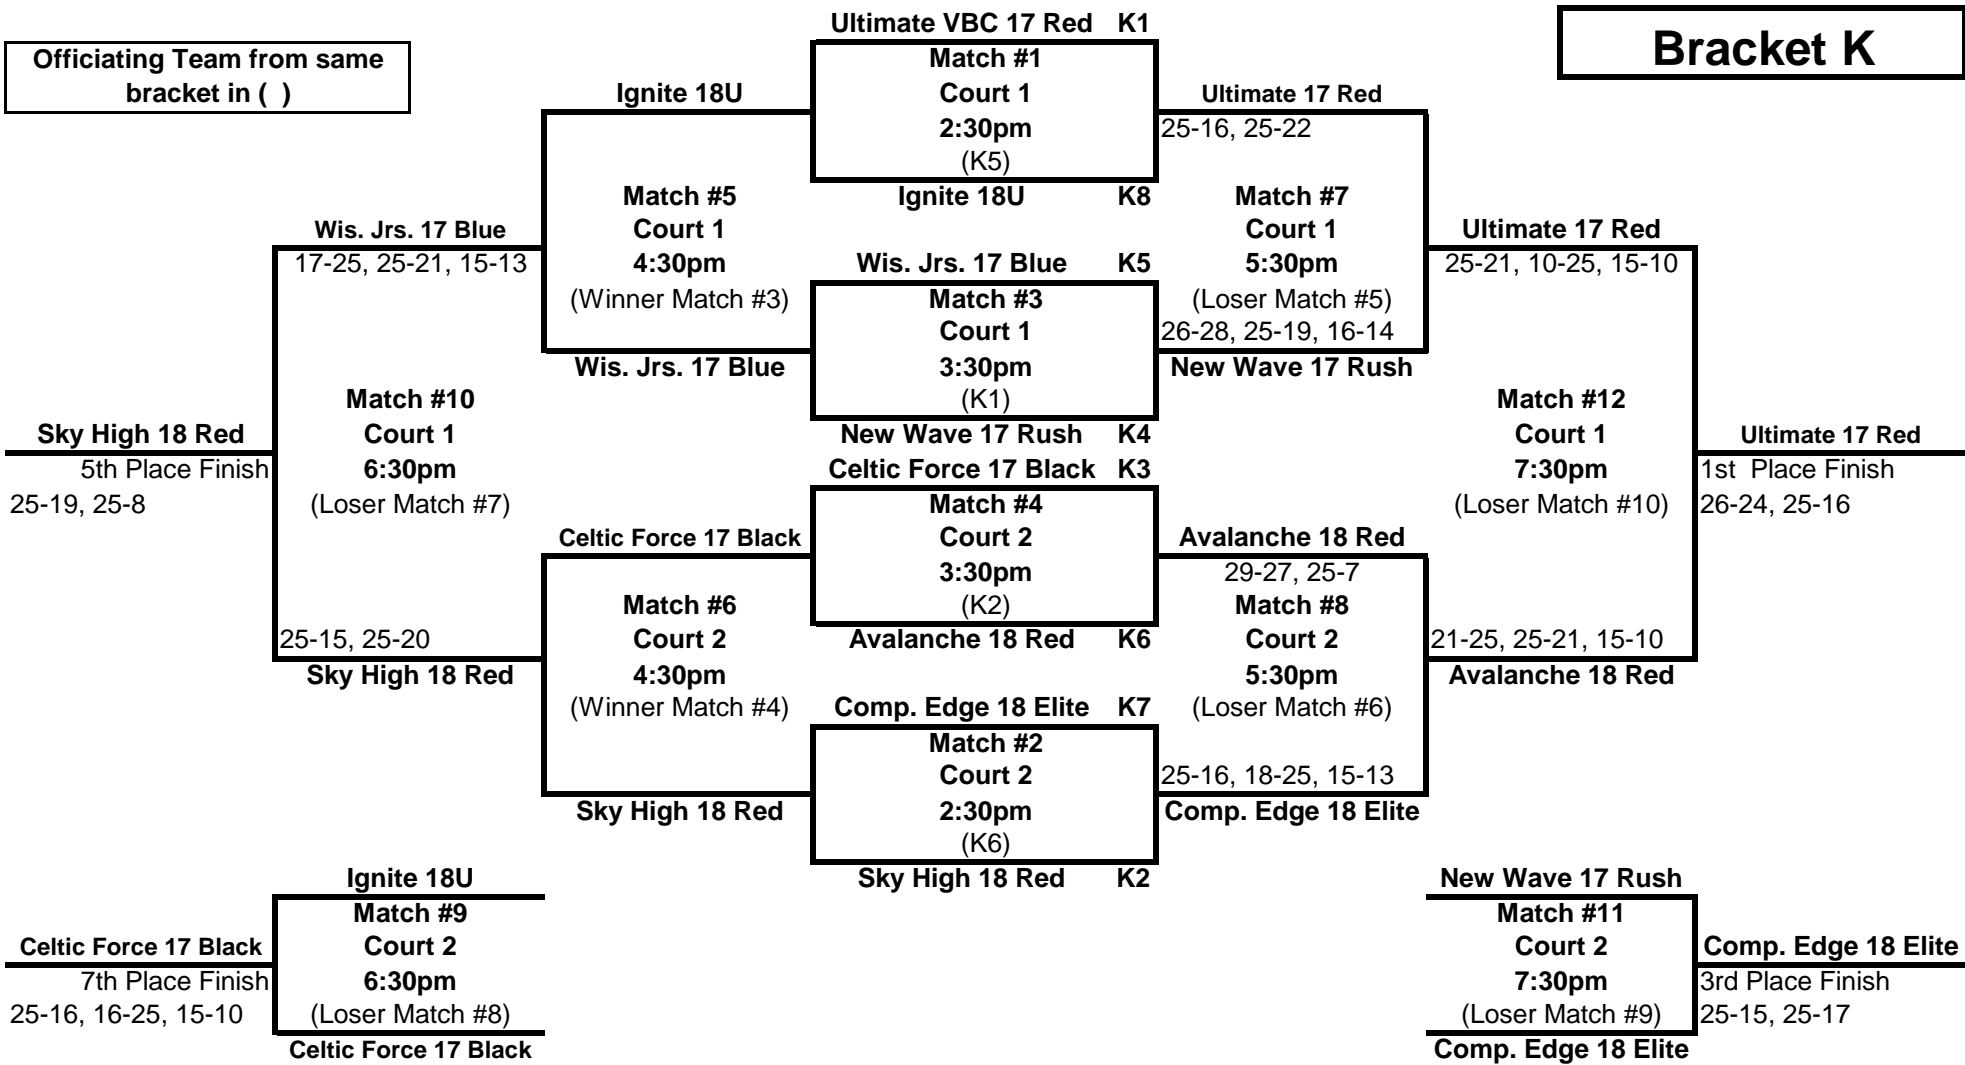 Ultimate VBC 17 Red K1
Bracket K
Officiating Team from same
bracket in ( )
Match #1
Court 1
2:30pm
(K5)
Ignite 18U K8
Ignite 18U
Ultimate 17 Red
25-16, 25-22
Match #5
Court 1
4:30pm
(Winner Match #3)
Match #7
Court 1
5:30pm
(Loser Match #5)
Wis. Jrs. 17 Blue
17-25, 25-21, 15-13
Ultimate 17 Red
25-21, 10-25, 15-10
Wis. Jrs. 17 Blue K5
Match #3
Court 1
3:30pm
(K1)
New Wave 17 Rush K4
Wis. Jrs. 17 Blue
26-28, 25-19, 16-14
New Wave 17 Rush
Match #10
Court 1
6:30pm
(Loser Match #7)
Match #12
Court 1
7:30pm
(Loser Match #10)
Sky High 18 Red
5th Place Finish
25-19, 25-8
Ultimate 17 Red
1st Place Finish
26-24, 25-16
Celtic Force 17 Black K3
Match #4
Court 2
3:30pm
(K2)
Avalanche 18 Red K6
Celtic Force 17 Black
Avalanche 18 Red
29-27, 25-7
Match #6
Court 2
4:30pm
(Winner Match #4)
Match #8
Court 2
5:30pm
(Loser Match #6)
25-15, 25-20
Sky High 18 Red
21-25, 25-21, 15-10
Avalanche 18 Red
Comp. Edge 18 Elite K7
Match #2
Court 2
2:30pm
(K6)
Sky High 18 Red K2
Sky High 18 Red
25-16, 18-25, 15-13
Comp. Edge 18 Elite
Ignite 18U
Match #9
Court 2
6:30pm
(Loser Match #8)
Celtic Force 17 Black
Celtic Force 17 Black
7th Place Finish
25-16, 16-25, 15-10
New Wave 17 Rush
Match #11
Court 2
7:30pm
(Loser Match #9)
Comp. Edge 18 Elite
Comp. Edge 18 Elite
3rd Place Finish
25-15, 25-17